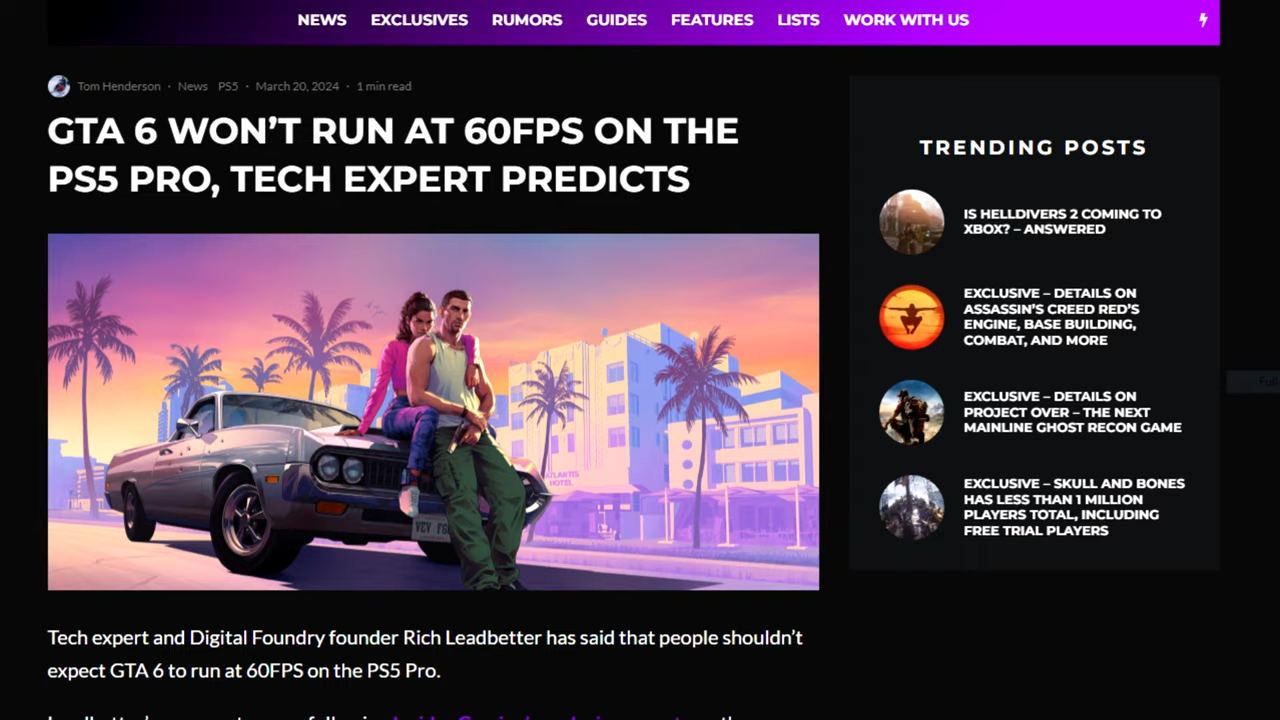 NEWS EXCLUSIVES RUMORS GUIDES FEATURES LISTS WORK WITH US
Tom Henderson · News PS5 · March 20, 2024 · 1 min read
GTA 6 WON’T RUN AT 60FPS ON THE
PS5 PRO, TECH EXPERT PREDICTS
ATLANTIS
HOTEL
VEV F6
Tech expert and Digital Foundry founder Rich Leadbetter has said that people shouldn’t
expect GTA 6 to run at 60FPS on the PS5 Pro.
TRENDING POSTS
IS HELLDIVERS 2 COMING TO
XBOX? – ANSWERED
EXCLUSIVE – DETAILS ON
ASSASSIN’S CREED RED’S
ENGINE, BASE BUILDING,
COMBAT, AND MORE
EXCLUSIVE – DETAILS ON
PROJECT OVER – THE NEXT
MAINLINE GHOST RECON GAME
EXCLUSIVE – SKULL AND BONES
HAS LESS THAN 1 MILLION
PLAYERS TOTAL, INCLUDING
FREE TRIAL PLAYERS